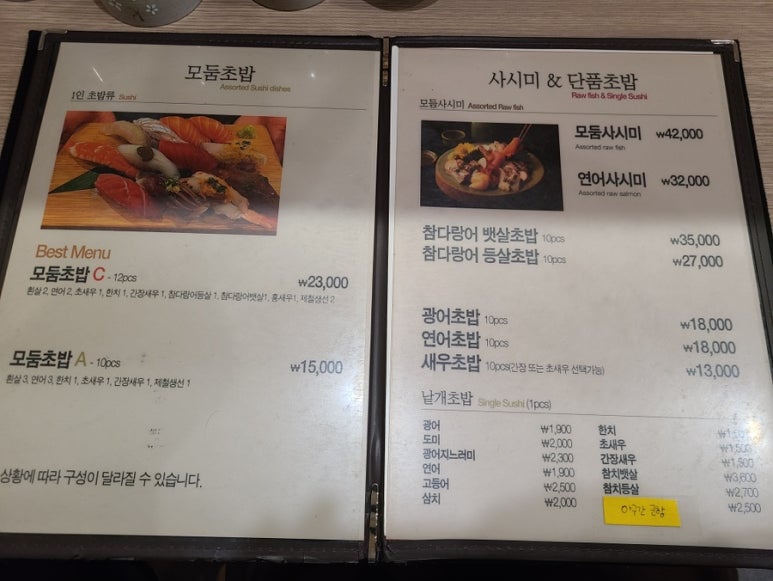 모둠초밥
Assorted Sushi dishes
1인 초밥류 Sushi
Best Menu
모둠초밥 C - 12pcs ₩23,000
흰살 2, 연어 2, 초새우 1, 한치 1, 간장새우 1, 참다랑어등살 1, 참다랑어뱃살1, 홍새우1, 제철생선 2
모둠초밥 A - 10pcs ₩15,000
흰살 3, 연어 3, 한치 1, 초새우 1, 간장새우 1, 제철생선 1
상황에 따라 구성이 달라질 수 있습니다.
사시미 & 단품초밥
Raw fish & Single Sushi
모듬사시미 Assorted Raw fish
모둠사시미 ₩42,000
Assorted raw fish
연어사시미 ₩32,000
Assorted raw salmon
참다랑어 뱃살초밥 10pcs ₩35,000
참다랑어 등살초밥 10pcs ₩27,000
광어초밥 10pcs ₩18,000
연어초밥 10pcs ₩18,000
새우초밥 10pcs(간장 또는 초새우 선택가능) ₩13,000
낱개초밥 Single Sushi (1pcs)
광어 ₩1,900
도미 ₩2,000
광어지느러미 ₩2,300
연어 ₩1,900
고등어 ₩2,500
삼치 ₩2,000
한치
초새우 ₩1,500
간장새우 ₩1,500
참치뱃살 ₩3,600
참치등살 ₩2,700
₩2,500